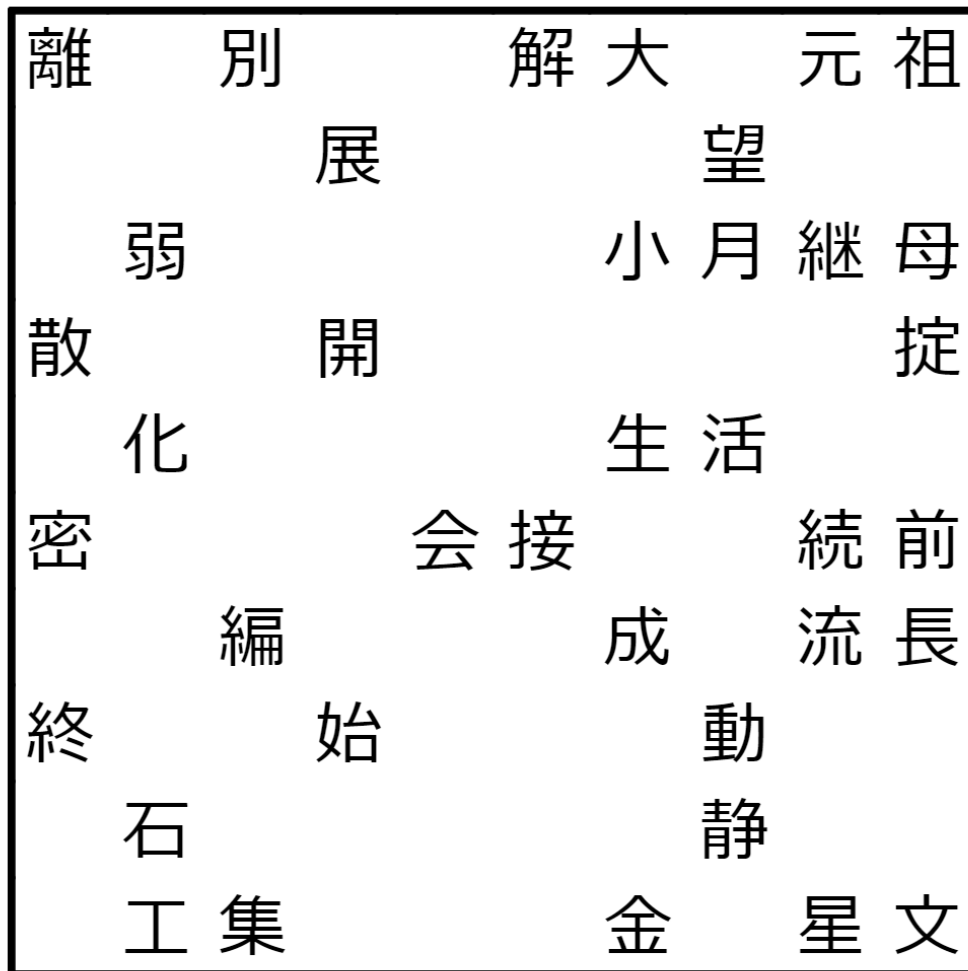 離 別 解 大 元 祖
展 望
弱 小 月 継 母
散 開 掟
化 生 活
密 会 接 続 前
編 成 流 長
終 始 動
石 静
工 集 金 星 文